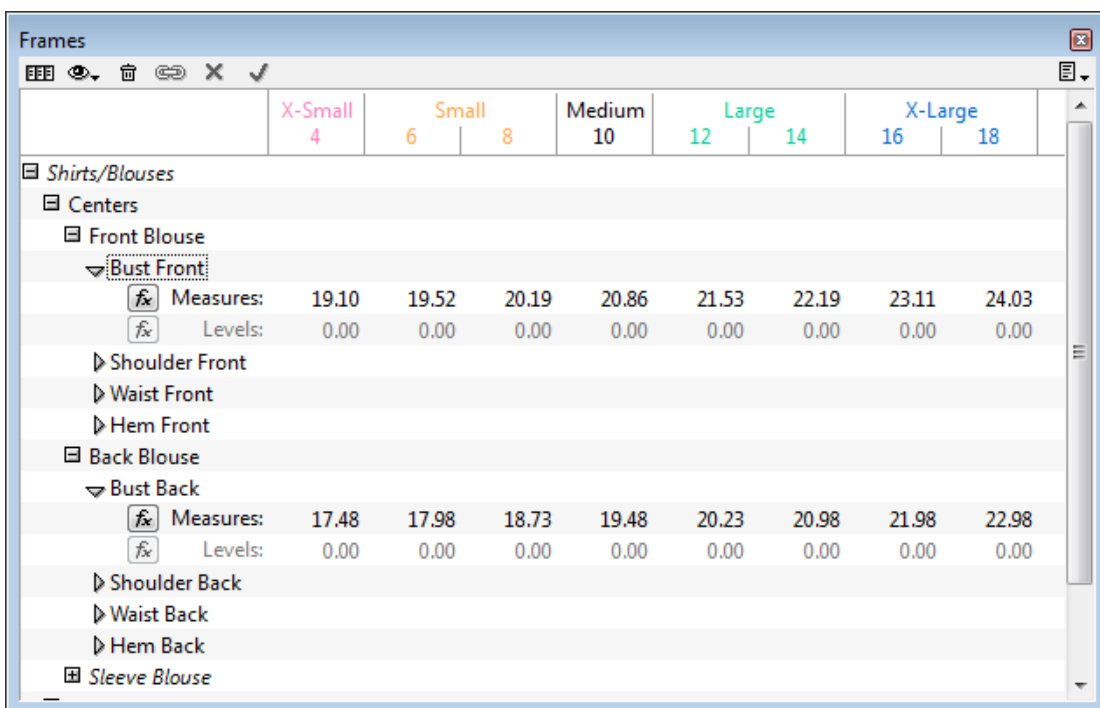 Frames
X-Small Small Medium Large X-Large
4 6 8 10 12 14 16 18
Shirts/Blouses
Centers
Front Blouse
Bust Front
fx Measures: 19.10 19.52 20.19 20.86 21.53 22.19 23.11 24.03
fx Levels: 0.00 0.00 0.00 0.00 0.00 0.00 0.00 0.00
Shoulder Front
Waist Front
Hem Front
Back Blouse
Bust Back
fx Measures: 17.48 17.98 18.73 19.48 20.23 20.98 21.98 22.98
fx Levels: 0.00 0.00 0.00 0.00 0.00 0.00 0.00 0.00
Shoulder Back
Waist Back
Hem Back
Sleeve Blouse